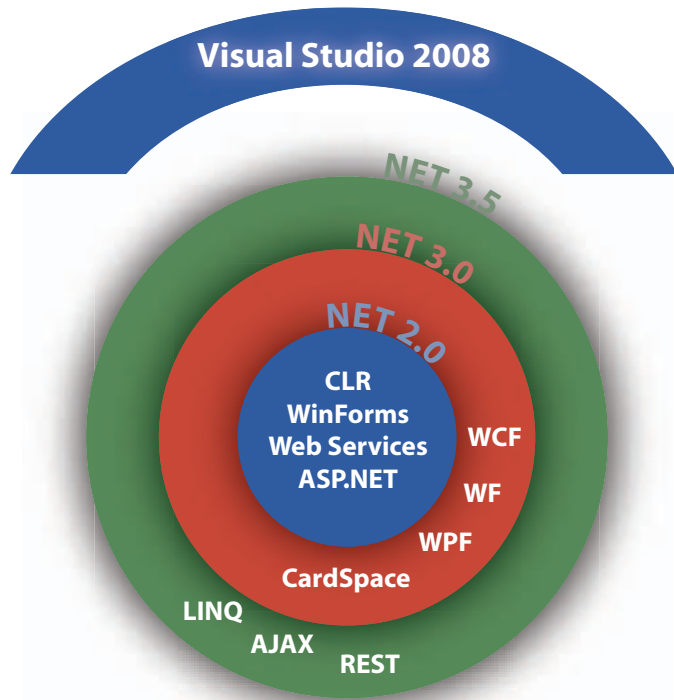 Visual Studio 2008
NET 3.5
NET 3.0
NET 2.0
CLR
WinForms
Web Services
ASP.NET
WCF
WF
WPF
CardSpace
LINQ
AJAX
REST